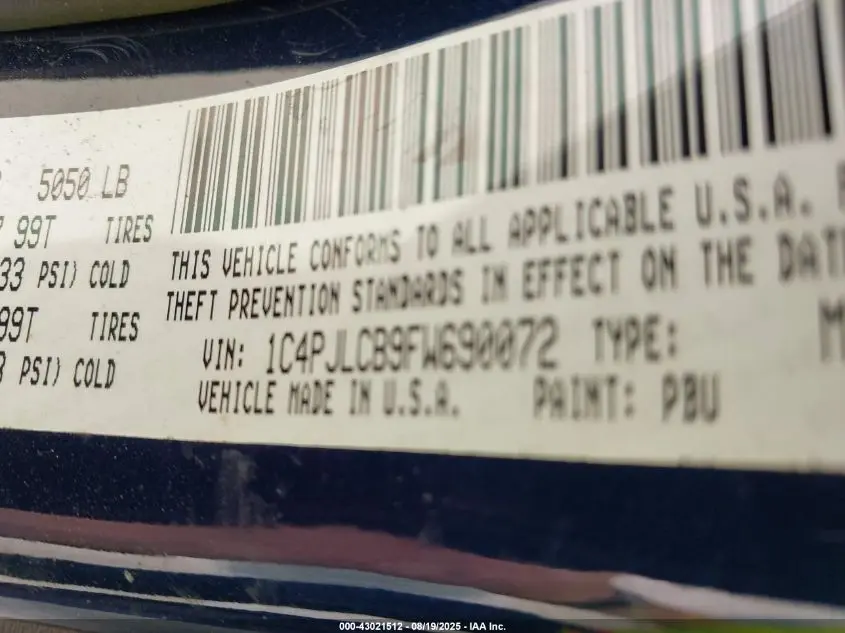 5050 LB
99T TIRES
33 PSI) COLD
99T TIRES
PSI) COLD
THIS VEHICLE CONFORMS TO ALL APPLICABLE U.S.A.
THEFT PREVENTION STANDARDS IN EFFECT ON THE DAT
VIN: 1C4PJLCB9FW690072 TYPE: M
VEHICLE MADE IN U.S.A. PAINT: PBU
000-43021512 - 08/19/2025 - IAA Inc.